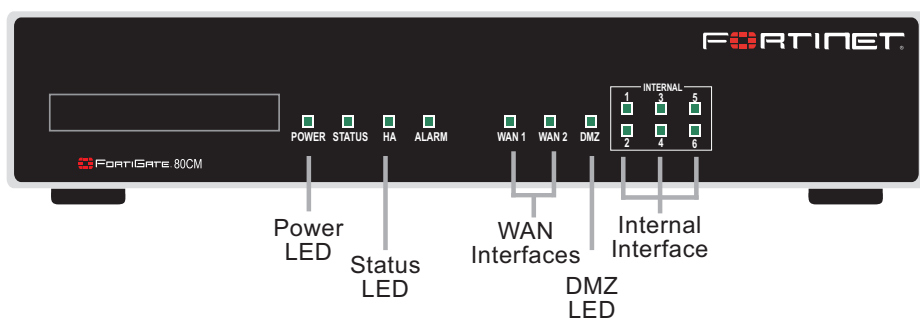 FORTINET
INTERNAL
1 3 5
POWER STATUS HA ALARM WAN 1 WAN 2 DMZ
2 4 6
FORTIGATE 80CM
Power
LED
Status
LED
WAN
Interfaces
DMZ
LED
Internal
Interface